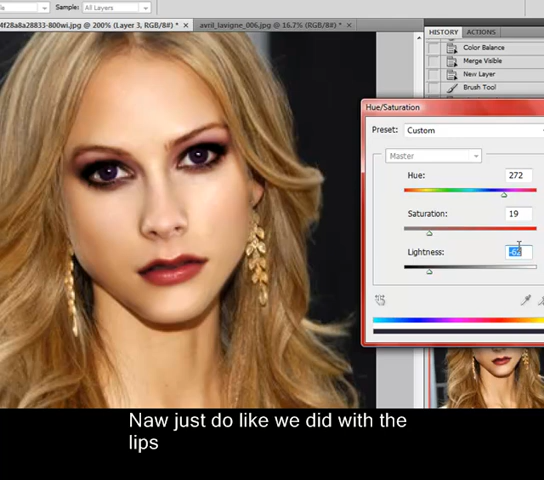 Sample: All Layers
4f28a8a28833-800wi.jpg @ 200% (Layer 3, RGB/8#) * × avril_lavigne_006.jpg @ 16.7% (RGB/8#) * ×
HISTORY ACTIONS
Color Balance
Merge Visible
New Layer
Brush Tool
Hue/Saturation
Preset: Custom
Master
Hue: 272
Saturation: 19
Lightness: -62
Naw just do like we did with the
lips